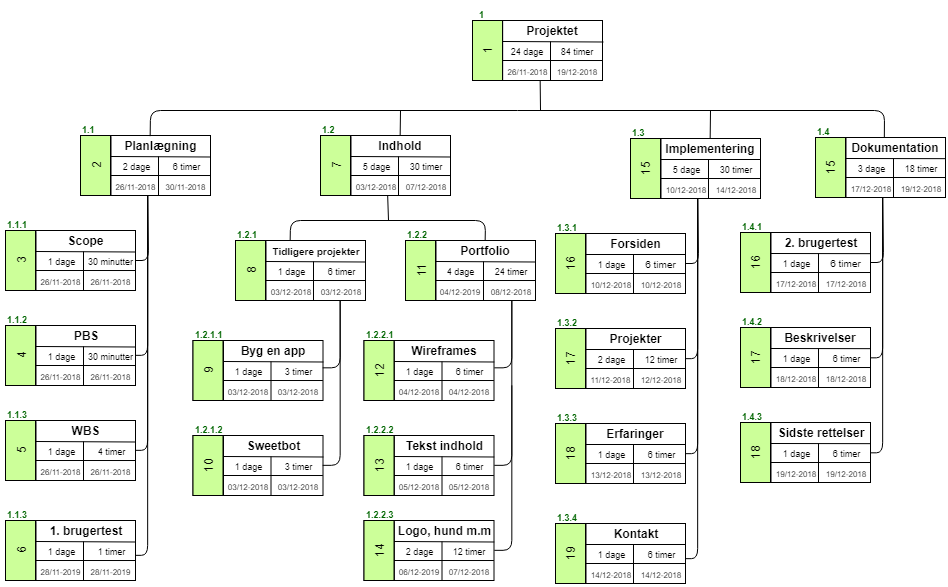 1
Projektet
1
24 dage 84 timer
26/11-2018 19/12-2018
1.1
Planlægning
2
2 dage 6 timer
26/11-2018 30/11-2018
1.1.1
Scope
3
1 dage 30 minutter
26/11-2018 26/11-2018
1.1.2
PBS
4
1 dage 30 minutter
26/11-2018 26/11-2018
1.1.3
WBS
5
1 dage 4 timer
26/11-2018 26/11-2018
1.1.3
1. brugertest
6
1 dage 1 timer
28/11-2019 28/11-2019
1.2
Indhold
7
5 dage 30 timer
03/12-2018 07/12-2018
1.2.1
Tidligere projekter
8
1 dage 6 timer
03/12-2018 03/12-2018
1.2.1.1
Byg en app
9
1 dage 3 timer
03/12-2018 03/12-2018
1.2.1.2
Sweetbot
10
1 dage 3 timer
03/12-2018 03/12-2018
1.2.2
Portfolio
11
4 dage 24 timer
04/12-2019 08/12-2018
1.2.2.1
Wireframes
12
1 dage 6 timer
04/12-2018 04/12-2018
1.2.2.2
Tekst indhold
13
1 dage 6 timer
05/12-2018 05/12-2018
1.2.2.3
Logo, hund m.m
14
2 dage 12 timer
06/12-2019 07/12-2018
1.3
Implementering
15
5 dage 30 timer
10/12-2018 14/12-2018
1.3.1
Forsiden
16
1 dage 6 timer
10/12-2018 10/12-2018
1.3.2
Projekter
17
2 dage 12 timer
11/12-2018 12/12-2018
1.3.3
Erfaringer
18
1 dage 6 timer
13/12-2018 13/12-2018
1.3.4
Kontakt
19
1 dage 6 timer
14/12-2018 14/12-2018
1.4
Dokumentation
15
3 dage 18 timer
17/12-2018 19/12-2018
1.4.1
2. brugertest
16
1 dage 6 timer
17/12-2018 17/12-2018
1.4.2
Beskrivelser
17
1 dage 6 timer
18/12-2018 18/12-2018
1.4.3
Sidste rettelser
18
1 dage 6 timer
19/12-2018 19/12-2018